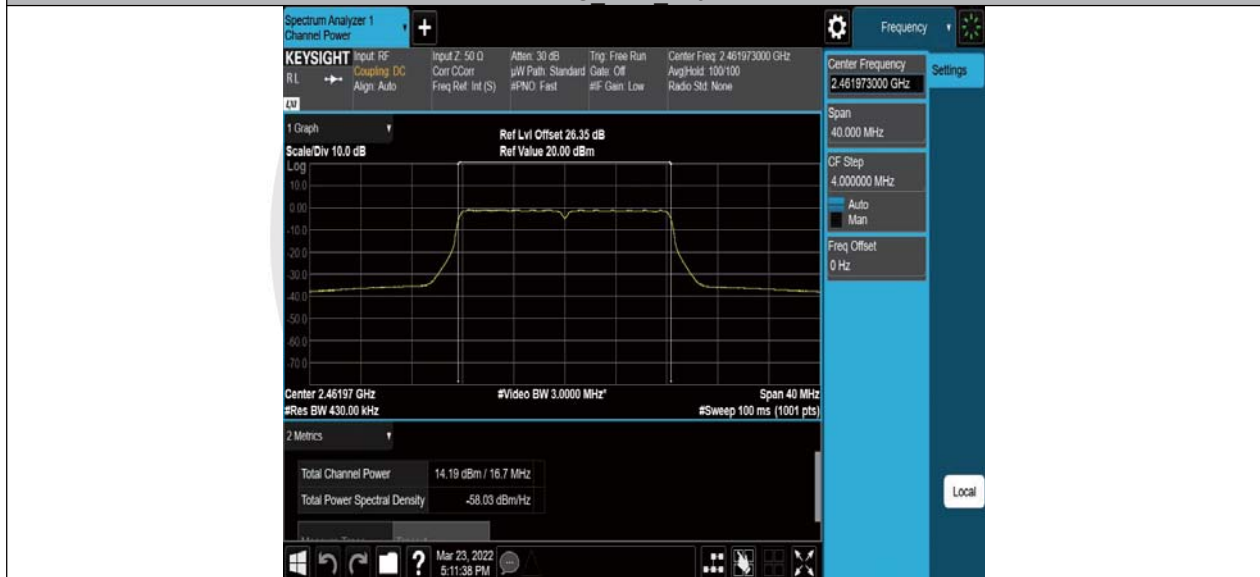 Spectrum Analyzer 1
Channel Power
+
Frequency
KEYSIGHT
RL
LXI
Input: RF
Coupling: DC
Align: Auto
Input Z: 50 Ω
Corr CCorr
Freq Ref: Int (S)
Atten: 30 dB
µW Path: Standard
#PNO: Fast
Trig: Free Run
Gate: Off
#IF Gain: Low
Center Freq: 2.461973000 GHz
Avg|Hold: 100/100
Radio Std: None
Center Frequency
2.461973000 GHz
Settings
Span
40.000 MHz
CF Step
4.000000 MHz
Auto
Man
Freq Offset
0 Hz
Local
1 Graph
Scale/Div 10.0 dB
Ref Lvl Offset 26.35 dB
Ref Value 20.00 dBm
Log
10.0
0.00
-10.0
-20.0
-30.0
-40.0
-50.0
-60.0
-70.0
Center 2.46197 GHz
#Video BW 3.0000 MHz*
Span 40 MHz
#Res BW 430.00 kHz
#Sweep 100 ms (1001 pts)
2 Metrics
Total Channel Power 14.19 dBm / 16.7 MHz
Total Power Spectral Density -58.03 dBm/Hz
?
Mar 23, 2022
5:11:38 PM